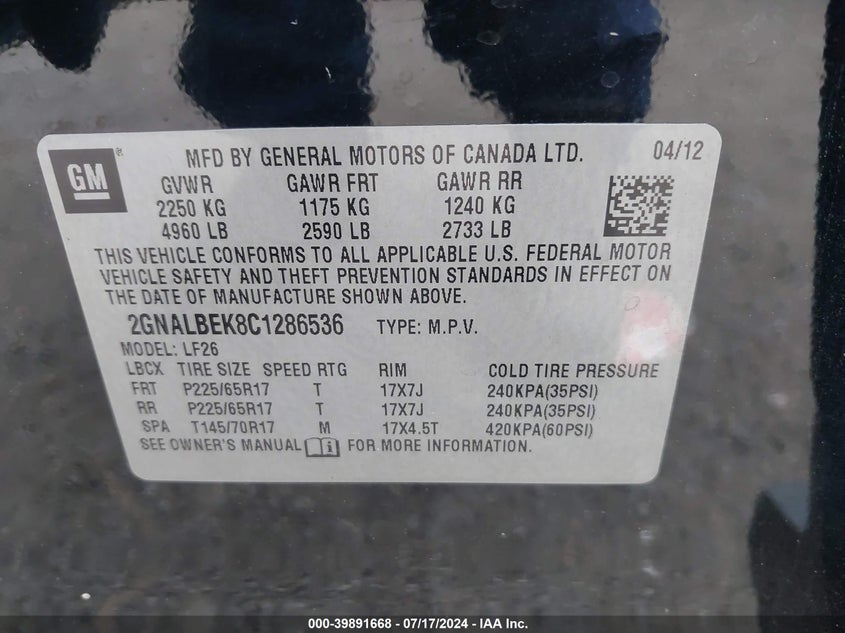 GM ® MFD BY GENERAL MOTORS OF CANADA LTD. 04/12
GVWR GAWR FRT GAWR RR
2250 KG 1175 KG 1240 KG
4960 LB 2590 LB 2733 LB
THIS VEHICLE CONFORMS TO ALL APPLICABLE U.S. FEDERAL MOTOR
VEHICLE SAFETY AND THEFT PREVENTION STANDARDS IN EFFECT ON
THE DATE OF MANUFACTURE SHOWN ABOVE.
2GNALBEK8C1286536 TYPE: M.P.V.
MODEL: LF26
LBCX TIRE SIZE SPEED RTG RIM COLD TIRE PRESSURE
FRT P225/65R17 T 17X7J 240KPA(35PSI)
RR P225/65R17 T 17X7J 240KPA(35PSI)
SPA T145/70R17 M 17X4.5T 420KPA(60PSI)
SEE OWNER'S MANUAL i FOR MORE INFORMATION.
000-39891668 - 07/17/2024 - IAA Inc.